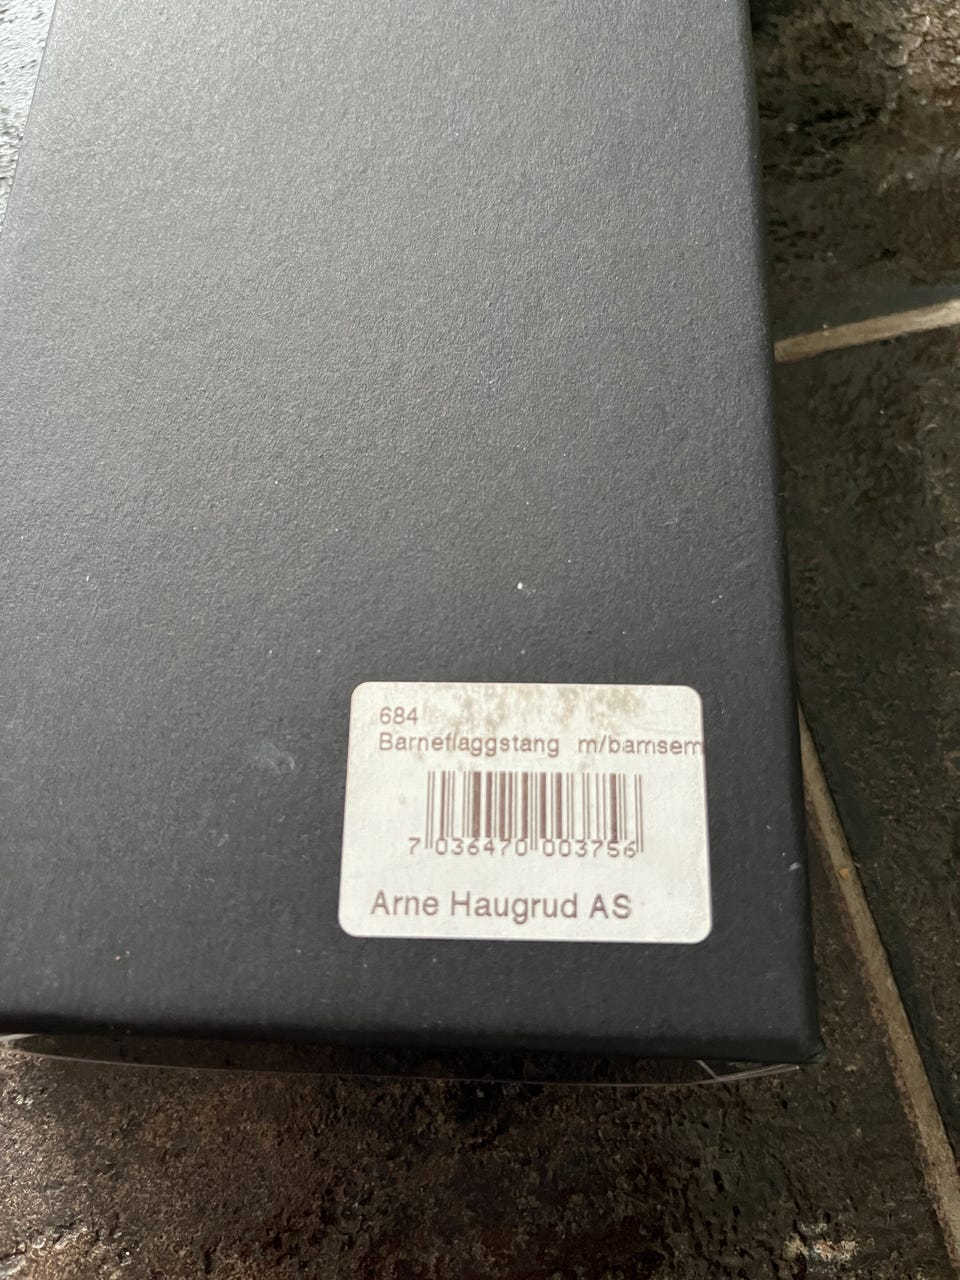 684
Barneflaggstang m/bamsem
7 036470 003756
Arne Haugrud AS